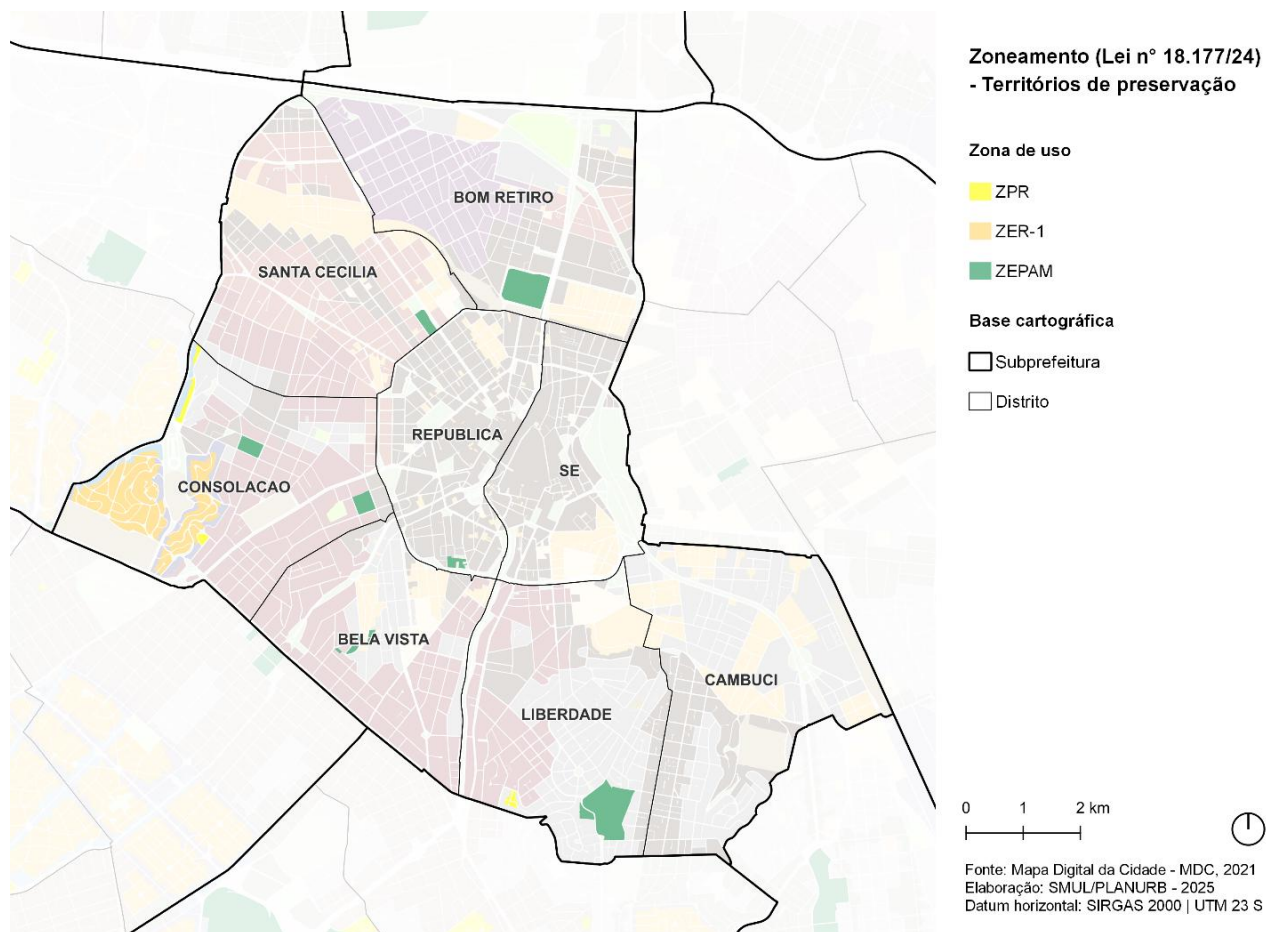 Zoneamento (Lei n° 18.177/24)
- Territórios de preservação
Zona de uso
ZPR
ZER-1
ZEPAM
Base cartográfica
Subprefeitura
Distrito
BOM RETIRO
SANTA CECILIA
REPUBLICA
SE
CONSOLACAO
BELA VISTA
CAMBUCI
LIBERDADE
0 1 2 km
Fonte: Mapa Digital da Cidade - MDC, 2021
Elaboração: SMUL/PLANURB - 2025
Datum horizontal: SIRGAS 2000 | UTM 23 S